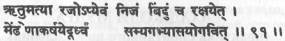 ऋतुमत्या रजोऽप्येवं निजं बिंदुं च रक्षयेत् ।
मेंढ्रेणाकर्षयेदूर्ध्वं सम्यगभ्यासयोगवित् ॥ ९१ ॥